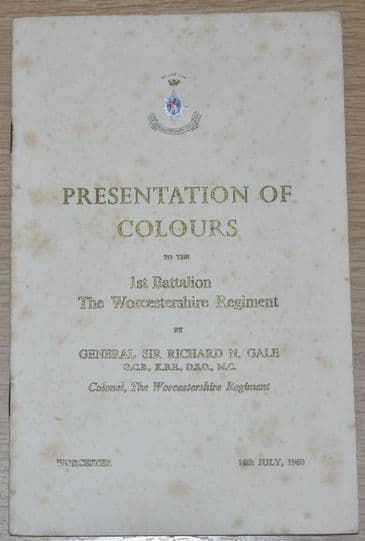 PRESENTATION OF
COLOURS
TO THE
1st Battalion
The Worcestershire Regiment
BY
GENERAL SIR RICHARD N. GALE
G.C.B., K.B.E., D.S.O., M.C.
Colonel, The Worcestershire Regiment
WORCESTER 16th JULY, 1960